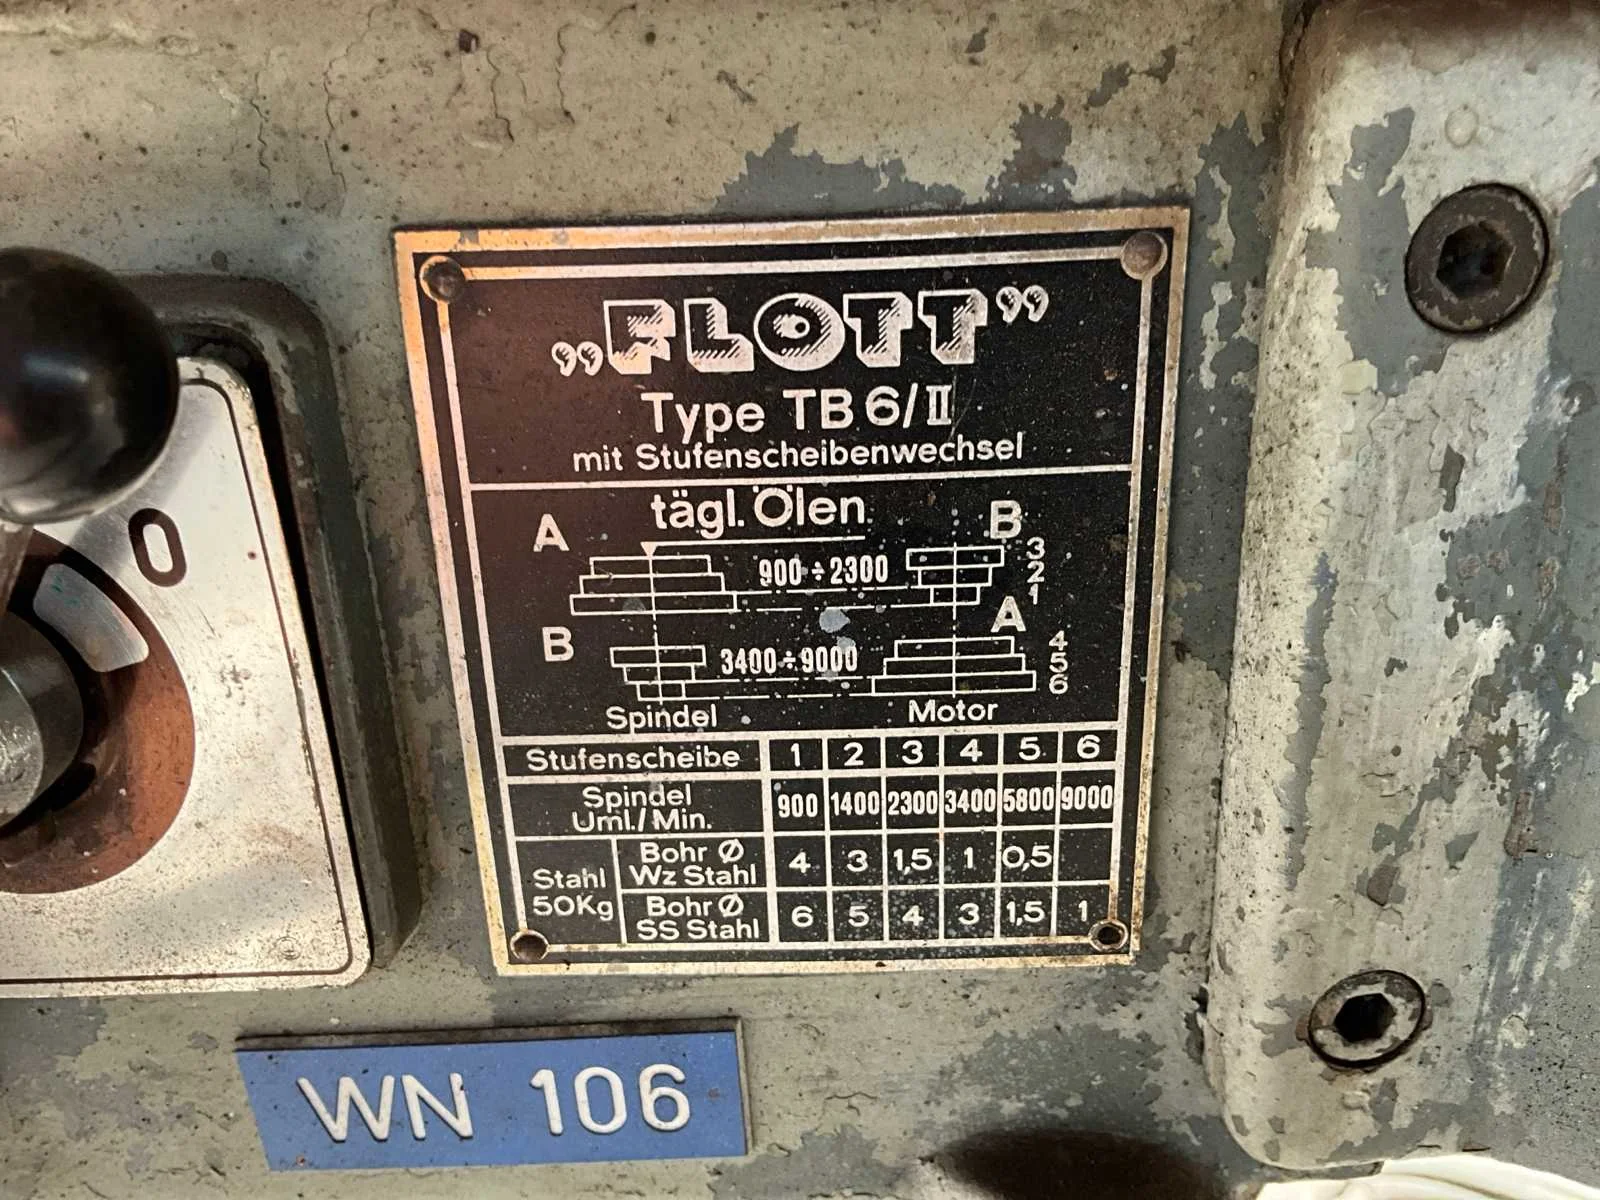 „FLOTT”
Type TB 6/II
mit Stufenscheibenwechsel
tägl. Ölen
A B
900 ÷ 2300
3
2
1
B A
3400 ÷ 9000
4
5
6
Spindel Motor
Stufenscheibe 1 2 3 4 5 6
Spindel Uml./Min. 900 1400 2300 3400 5800 9000
Stahl 50Kg
Bohr Ø Wz Stahl 4 3 1,5 1 0,5
Bohr Ø SS Stahl 6 5 4 3 1,5 1
0
WN 106